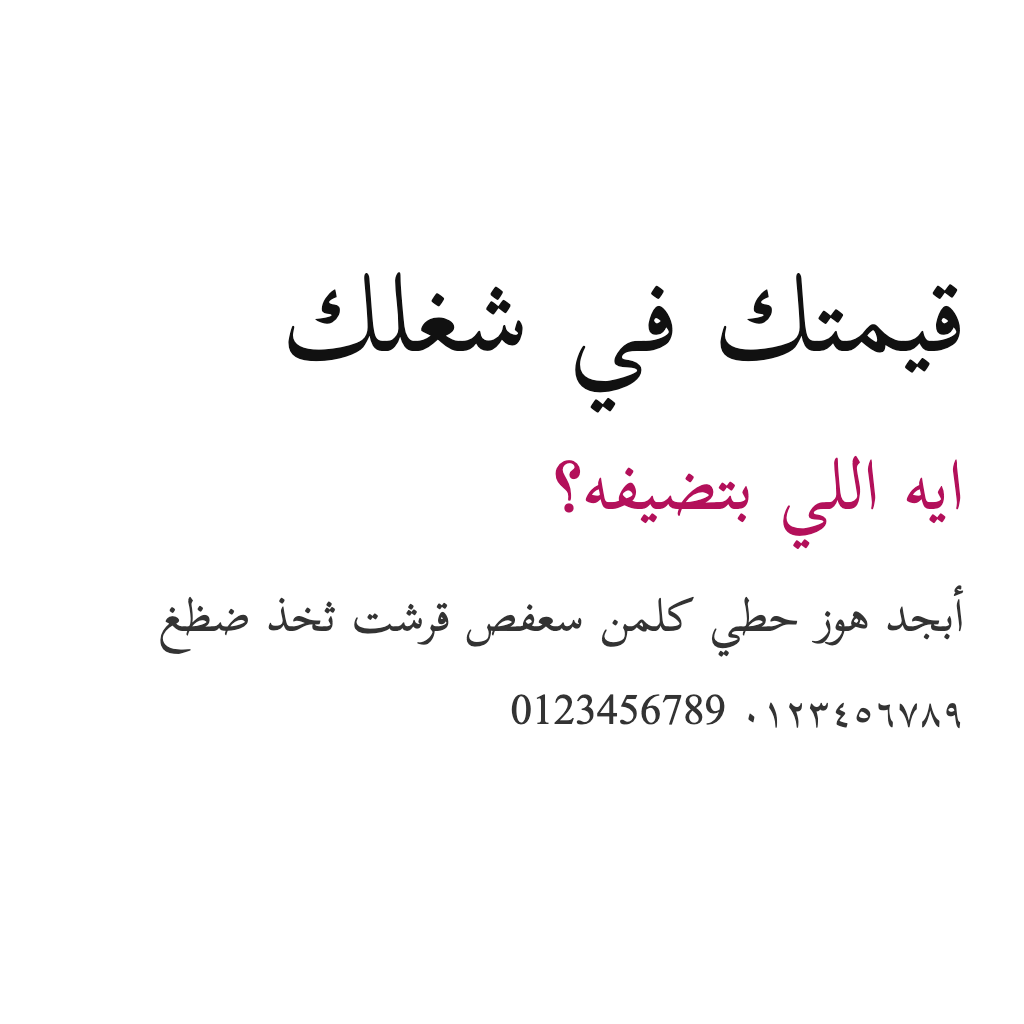 قيمتك في شغلك
ايه اللي بتضيفه؟
أبجد هوز حطي كلمن سعفص قرشت ثخذ ضظغ
٠١٢٣٤٥٦٧٨٩ 0123456789